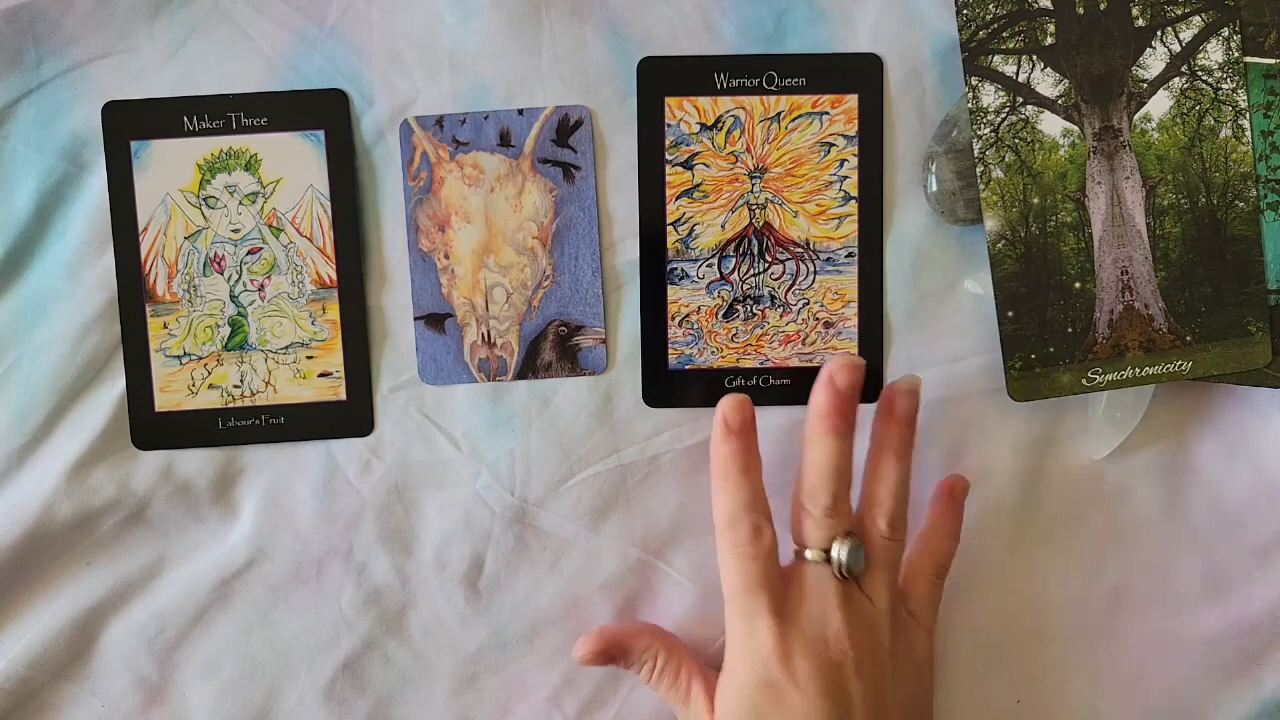 Maker Three
Labour's Fruit
Warrior Queen
Gift of Charm
Synchronicity